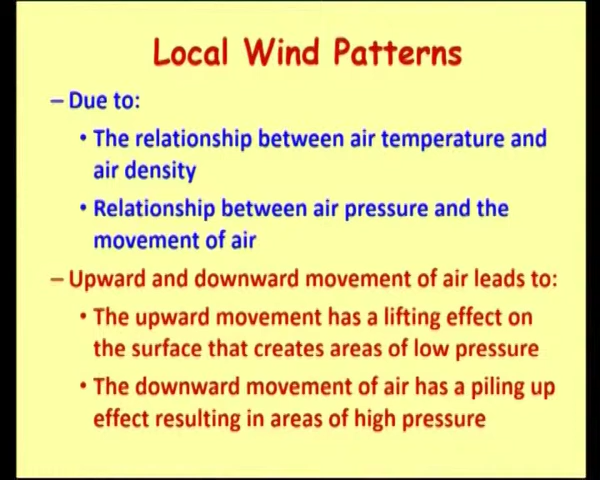 Local Wind Patterns
– Due to:
• The relationship between air temperature and
air density
• Relationship between air pressure and the
movement of air
– Upward and downward movement of air leads to:
• The upward movement has a lifting effect on
the surface that creates areas of low pressure
• The downward movement of air has a piling up
effect resulting in areas of high pressure